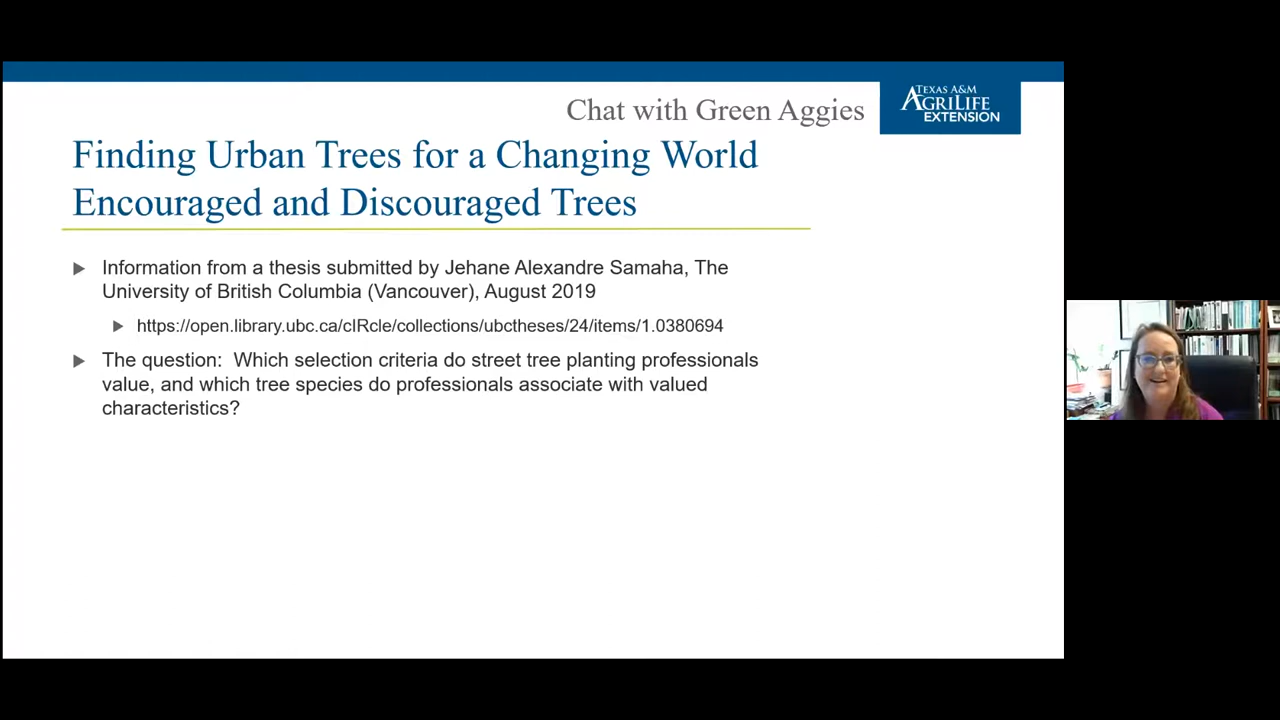 Chat with Green Aggies
TEXAS A&M
AGRILIFE
EXTENSION
Finding Urban Trees for a Changing World
Encouraged and Discouraged Trees
Information from a thesis submitted by Jehane Alexandre Samaha, The
University of British Columbia (Vancouver), August 2019
https://open.library.ubc.ca/cIRcle/collections/ubctheses/24/items/1.0380694
The question:  Which selection criteria do street tree planting professionals
value, and which tree species do professionals associate with valued
characteristics?